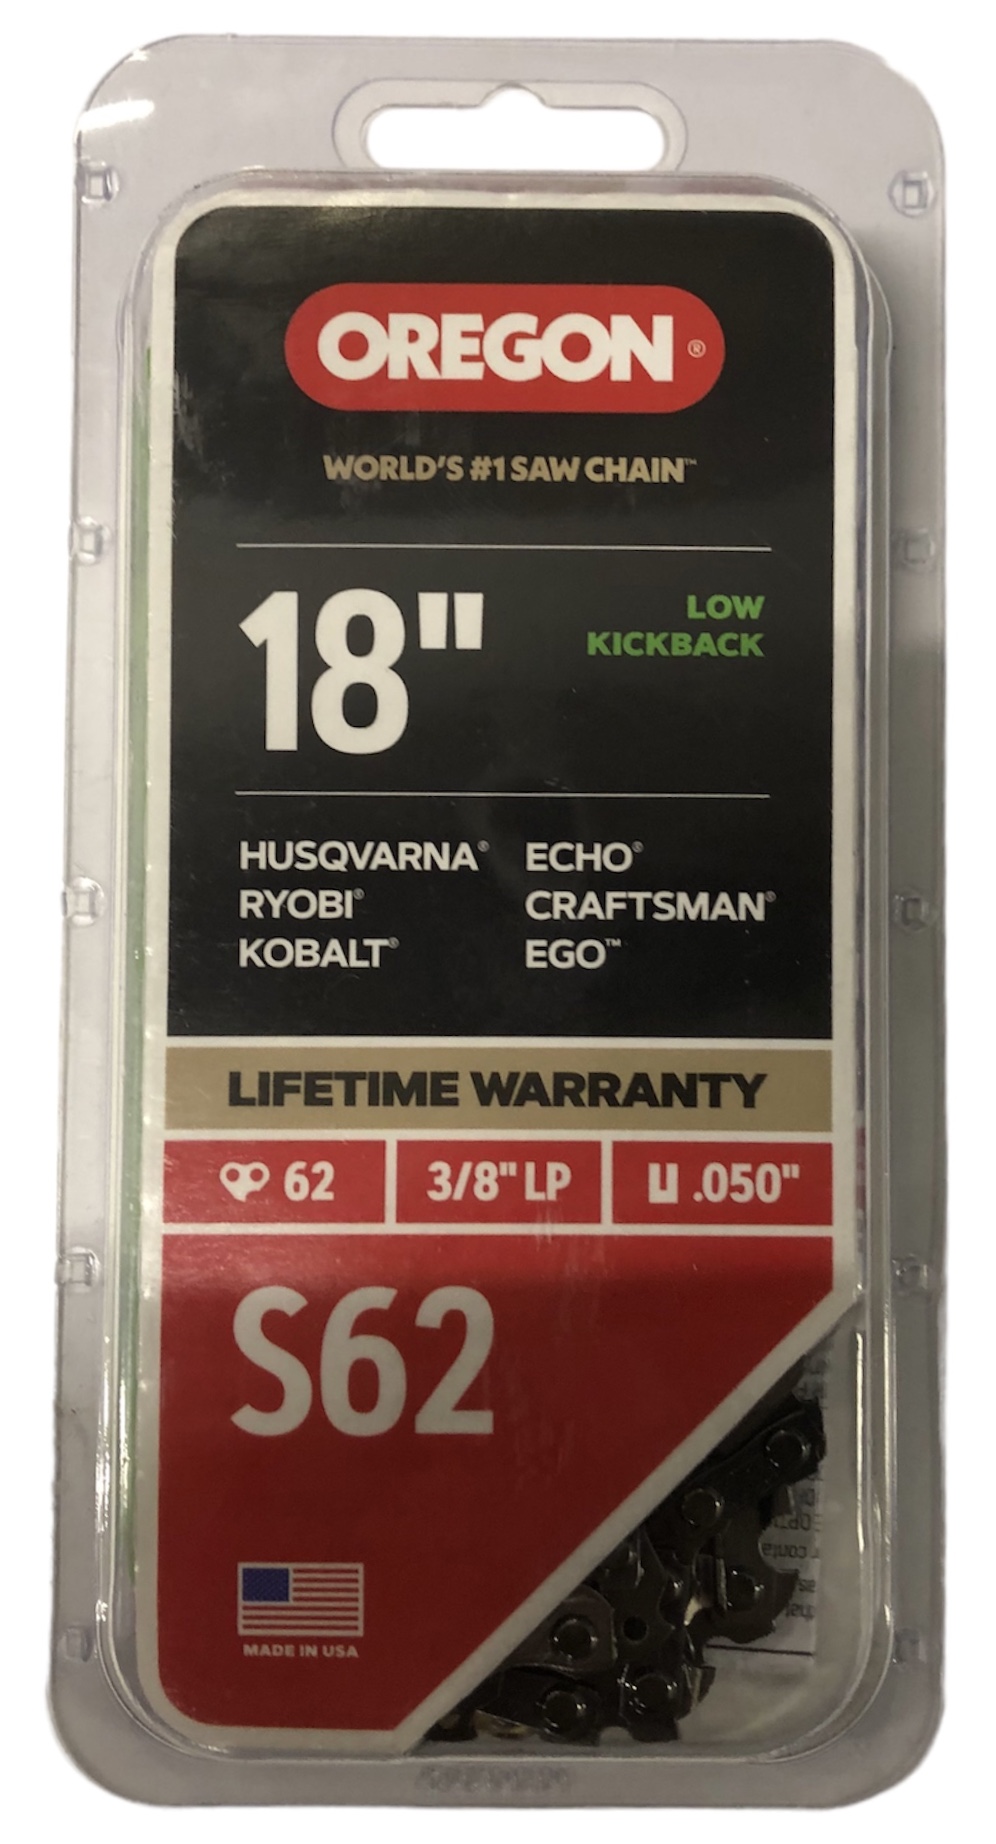 OREGON®
WORLD'S #1 SAW CHAIN™
18"
LOW
KICKBACK
HUSQVARNA® ECHO®
RYOBI® CRAFTSMAN®
KOBALT® EGO™
LIFETIME WARRANTY
62 3/8" LP .050"
S62
MADE IN USA